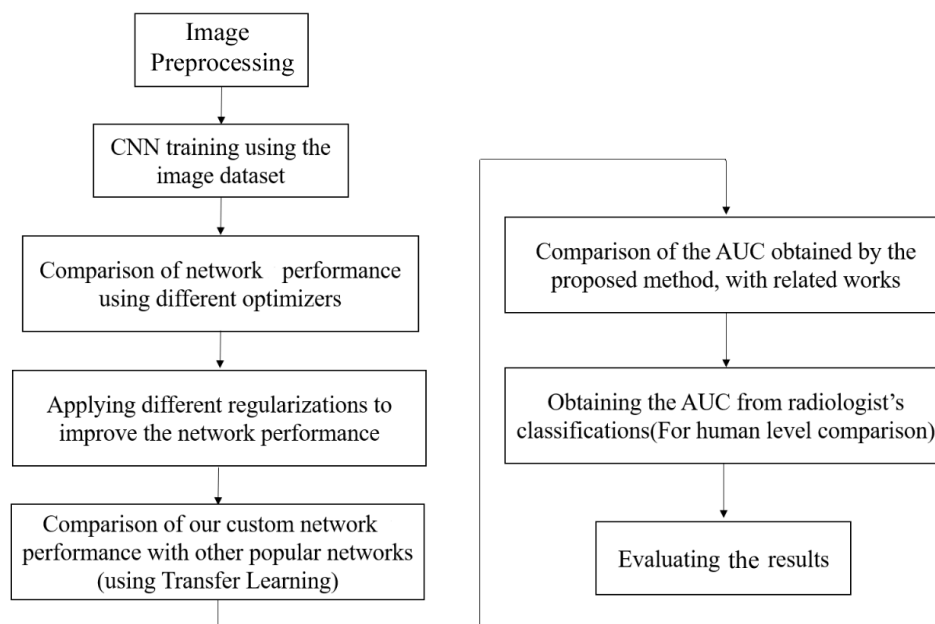 Image
Preprocessing
CNN training using the
image dataset
Comparison of network performance
using different optimizers
Applying different regularizations to
improve the network performance
Comparison of our custom network
performance with other popular networks
(using Transfer Learning)
Comparison of the AUC obtained by the
proposed method, with related works
Obtaining the AUC from radiologist's
classifications(For human level comparison)
Evaluating the results